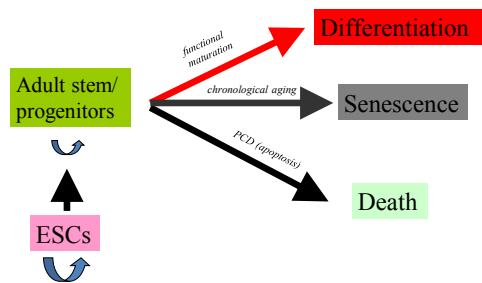 Differentiation
functional
maturation
Adult stem/
progenitors
chronological aging
Senescence
PCD (apoptosis)
Death
ESCs